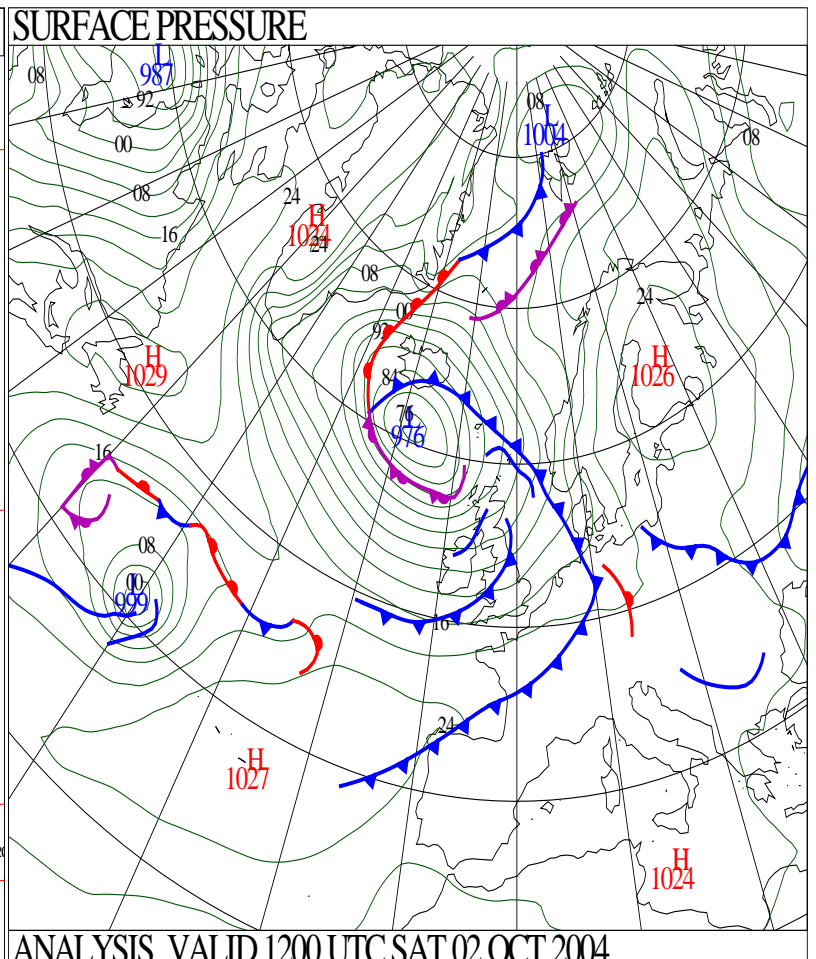 SURFACE PRESSURE
L
987
08
92
00
08
16
24
H
1024
24
08
L
1004
08
08
00
92
24
H
1029
84
H
1026
76
L
976
16
08
00
L
999
16
24
H
1027
H
1024
ANALYSIS VALID 1200 UTC SAT 02 OCT 2004